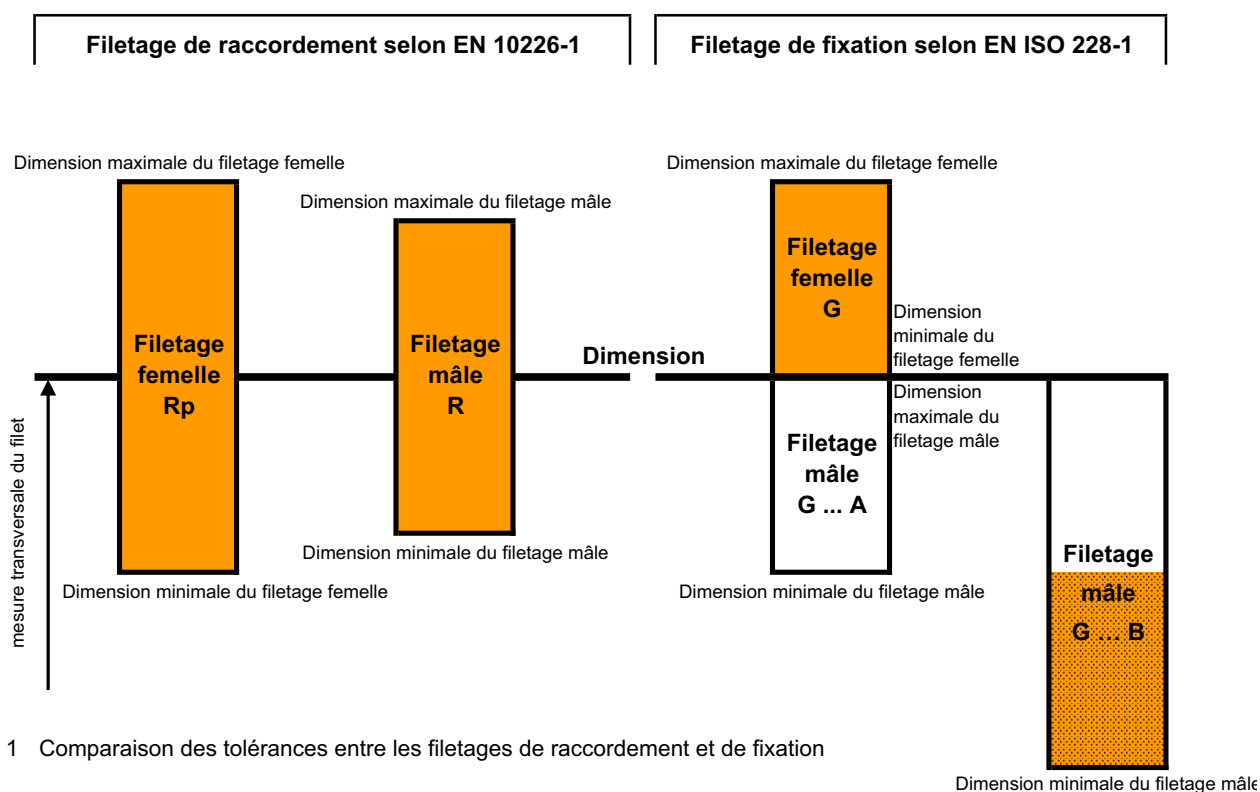 Filetage de raccordement selon EN 10226-1
Filetage de fixation selon EN ISO 228-1
Dimension maximale du filetage femelle
Dimension maximale du filetage mâle
Dimension maximale du filetage femelle
Filetage
femelle
Rp
Filetage
mâle
R
Dimension
Filetage
femelle
G
Dimension
minimale du
filetage femelle
Dimension
maximale du
filetage mâle
Filetage
mâle
G ... A
Filetage
mâle
G ... B
mesure transversale du filet
Dimension minimale du filetage mâle
Dimension minimale du filetage femelle
Dimension minimale du filetage mâle
1 Comparaison des tolérances entre les filetages de raccordement et de fixation
Dimension minimale du filetage mâle